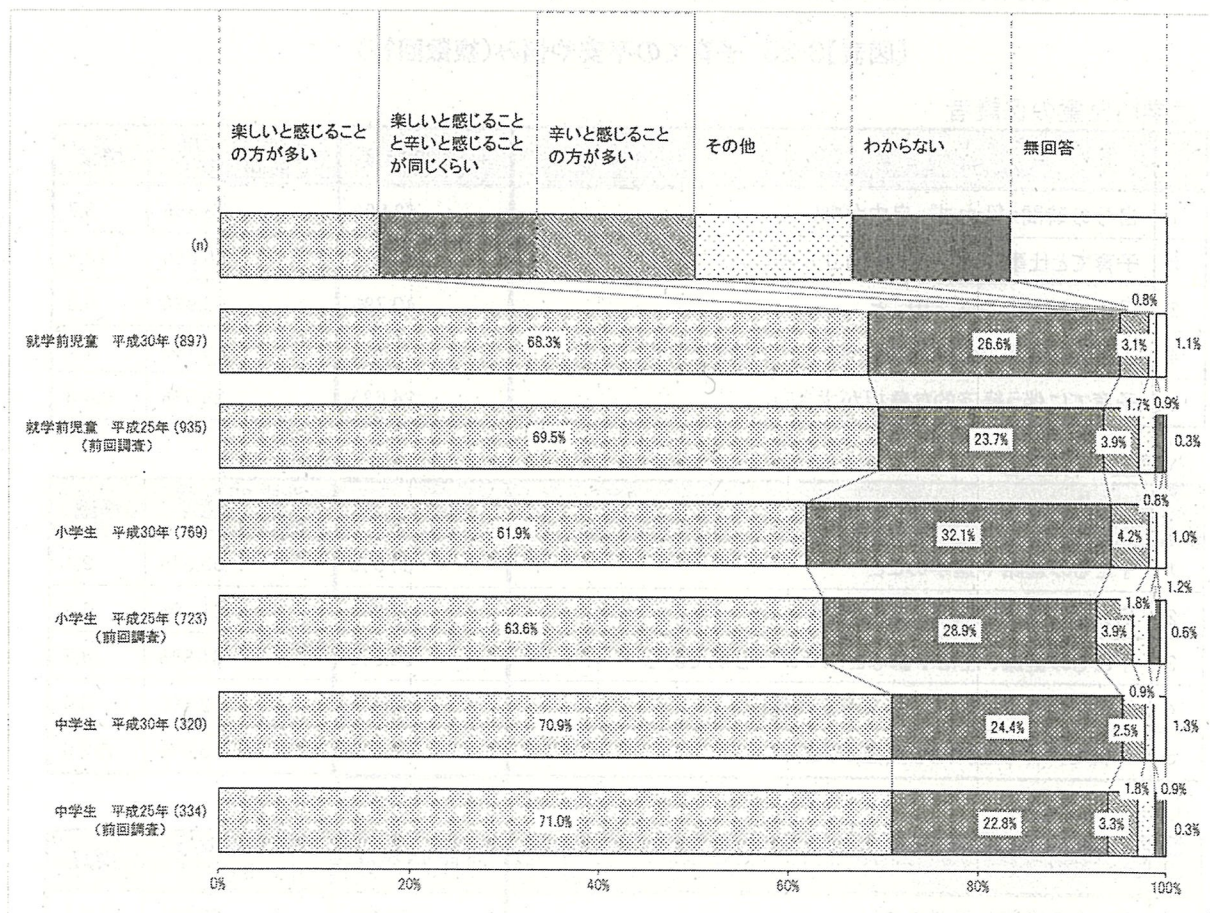 楽しいと感じること
の方が多い
楽しいと感じること
と辛いと感じること
が同じくらい
辛いと感じること
の方が多い
その他
わからない
無回答
(n)
0.8%
就学前児童 平成30年 (897)
68.3%
26.6%
3.1%
1.1%
1.7%
0.9%
就学前児童 平成25年 (935)
(前回調査)
69.5%
23.7%
3.9%
0.3%
0.8%
小学生 平成30年 (769)
61.9%
32.1%
4.2%
1.0%
1.2%
1.8%
小学生 平成25年 (723)
(前回調査)
63.6%
28.9%
3.9%
0.6%
0.9%
中学生 平成30年 (320)
70.9%
24.4%
2.5%
1.3%
1.8%
0.9%
中学生 平成25年 (334)
(前回調査)
71.0%
22.8%
3.3%
0.3%
0%
20%
40%
60%
80%
100%